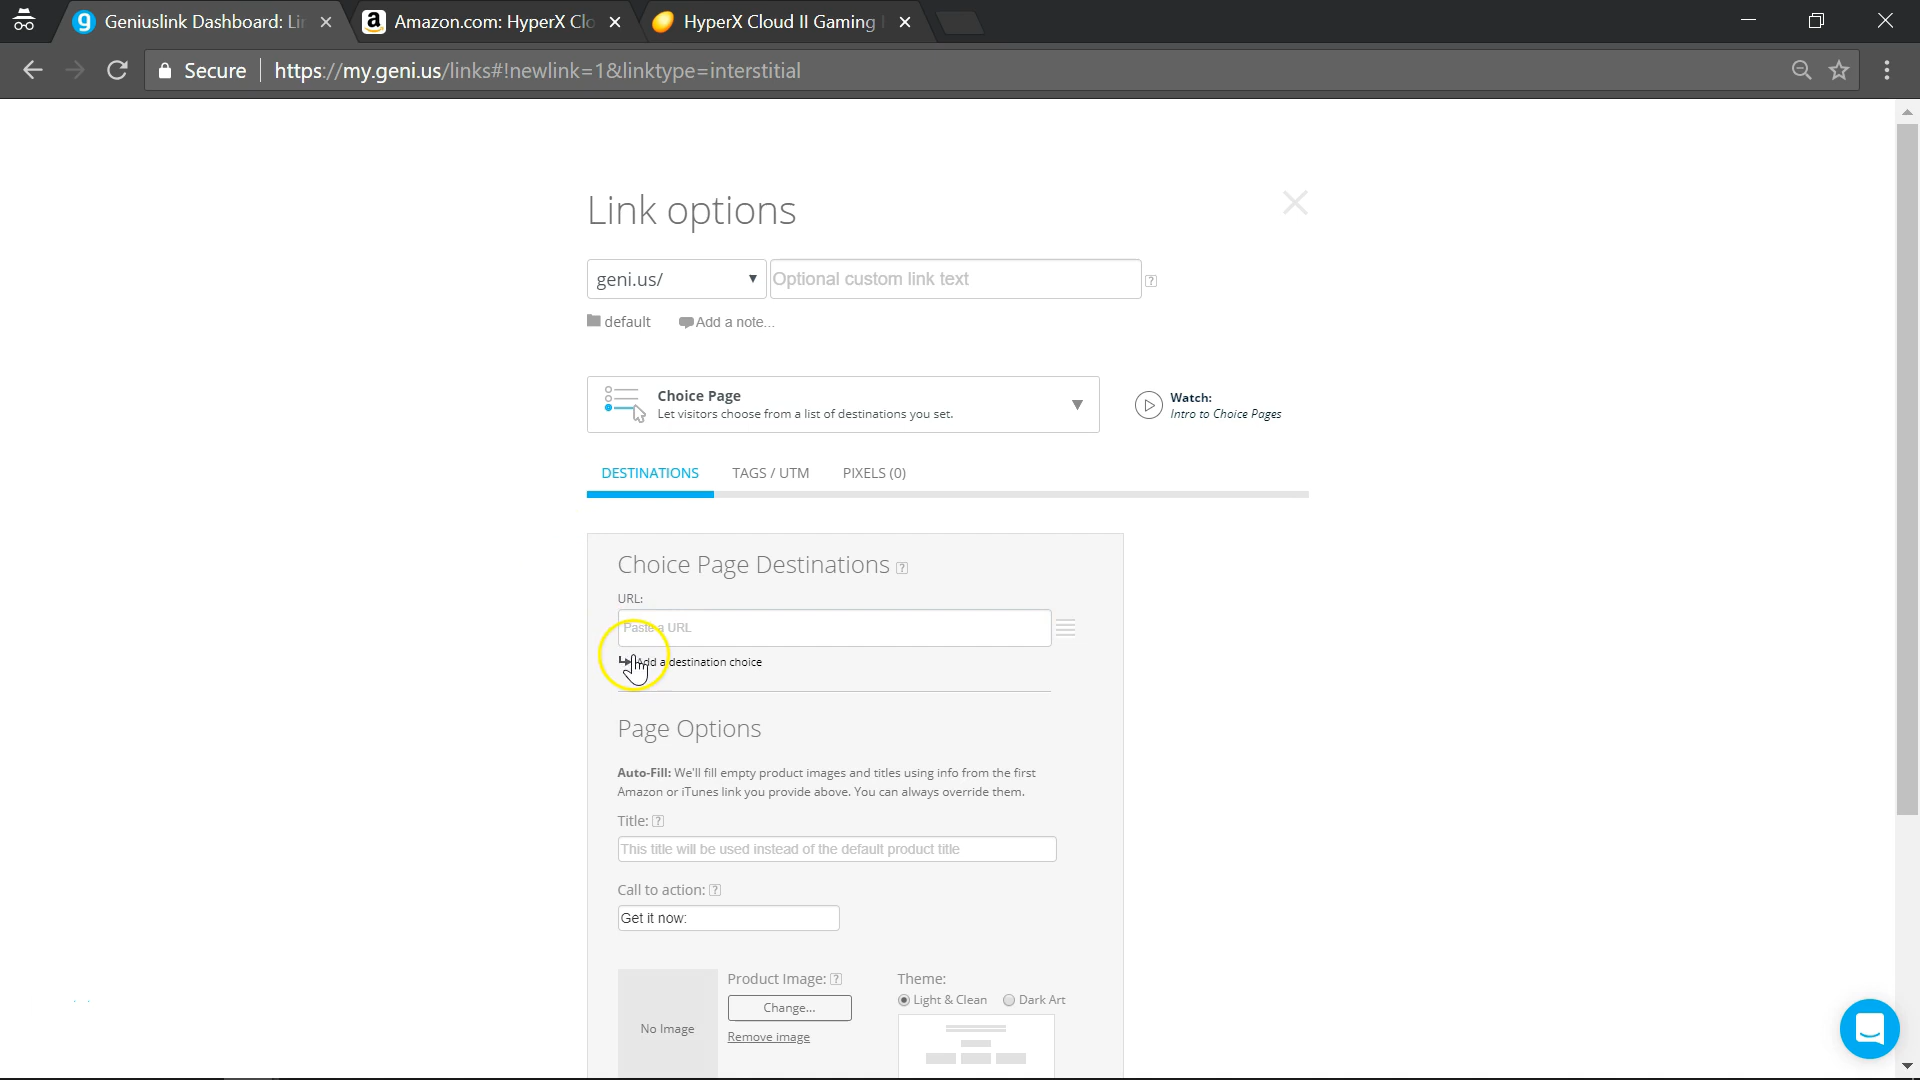 Geniuslink Dashboard: Li
Amazon.com: HyperX Clo
HyperX Cloud II Gaming
Secure
https://my.geni.us/links#!newlink=1&linktype=interstitial
Link options
geni.us/
Optional custom link text
?
default
Add a note...
Choice Page
Let visitors choose from a list of destinations you set.
Watch:
Intro to Choice Pages
DESTINATIONS
TAGS / UTM
PIXELS (0)
Choice Page Destinations ?
URL:
Paste a URL
Add a destination choice
Page Options
Auto-Fill: We'll fill empty product images and titles using info from the first
Amazon or iTunes link you provide above. You can always override them.
Title: ?
This title will be used instead of the default product title
Call to action: ?
Get it now:
No Image
Product Image: ?
Change...
Remove image
Theme:
Light & Clean
Dark Art